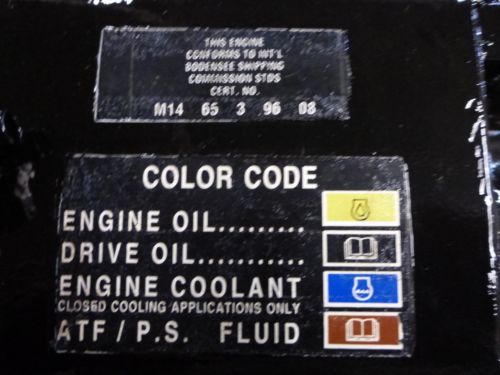 THIS ENGINE
CONFORMS TO INT'L
BODENSEE SHIPPING
COMMISSION STDS
CERT. NO.
M14 65 3 96 08
COLOR CODE
ENGINE OIL.........
DRIVE OIL...........
ENGINE COOLANT
CLOSED COOLING APPLICATIONS ONLY
ATF / P.S. FLUID